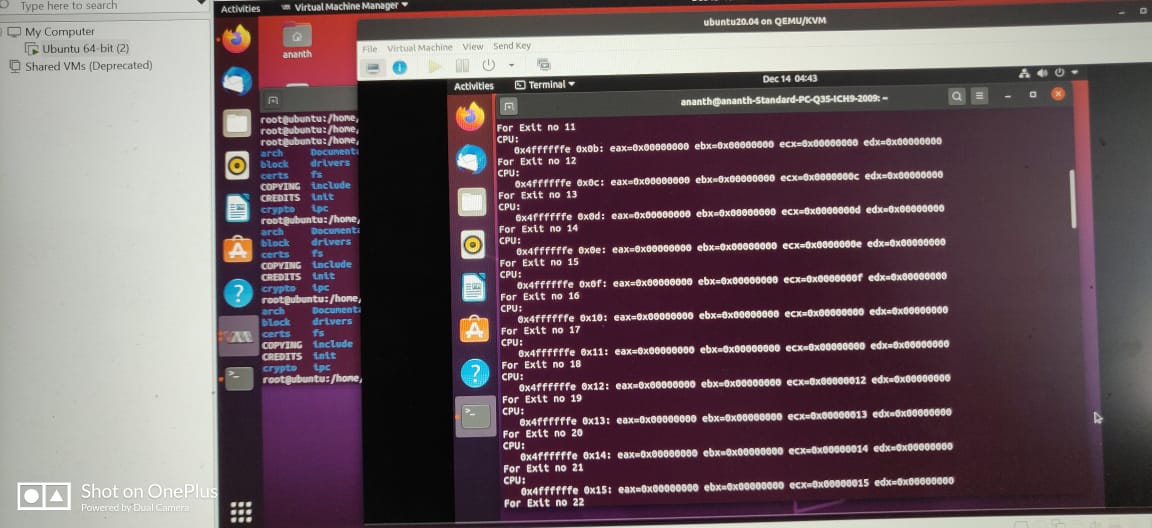 Type here to search
My Computer
Ubuntu 64-bit (2)
Shared VMs (Deprecated)
Activities
Virtual Machine Manager
ananth
root@ubuntu:/home,
root@ubuntu:/home,
root@ubuntu:/home,
arch Documenta
block drivers
certs fs
COPYING include
CREDITS init
crypto ipc
root@ubuntu:/home,
arch Documenta
block drivers
certs fs
COPYING include
CREDITS init
crypto ipc
root@ubuntu:/home,
arch Documenta
block drivers
certs fs
COPYING include
CREDITS init
crypto ipc
root@ubuntu:/home,
ubuntu20.04 on QEMU/KVM
File Virtual Machine View Send Key
Activities
Terminal
Dec 14 04:43
ananth@ananth-Standard-PC-Q35-ICH9-2009: ~
For Exit no 11
CPU:
0x4ffffffe 0x0b: eax=0x00000000 ebx=0x00000000 ecx=0x00000000 edx=0x00000000
For Exit no 12
CPU:
0x4ffffffe 0x0c: eax=0x00000000 ebx=0x00000000 ecx=0x0000000c edx=0x00000000
For Exit no 13
CPU:
0x4ffffffe 0x0d: eax=0x00000000 ebx=0x00000000 ecx=0x0000000d edx=0x00000000
For Exit no 14
CPU:
0x4ffffffe 0x0e: eax=0x00000000 ebx=0x00000000 ecx=0x0000000e edx=0x00000000
For Exit no 15
CPU:
0x4ffffffe 0x0f: eax=0x00000000 ebx=0x00000000 ecx=0x0000000f edx=0x00000000
For Exit no 16
CPU:
0x4ffffffe 0x10: eax=0x00000000 ebx=0x00000000 ecx=0x00000000 edx=0x00000000
For Exit no 17
CPU:
0x4ffffffe 0x11: eax=0x00000000 ebx=0x00000000 ecx=0x00000000 edx=0x00000000
For Exit no 18
CPU:
0x4ffffffe 0x12: eax=0x00000000 ebx=0x00000000 ecx=0x00000012 edx=0x00000000
For Exit no 19
CPU:
0x4ffffffe 0x13: eax=0x00000000 ebx=0x00000000 ecx=0x00000013 edx=0x00000000
For Exit no 20
CPU:
0x4ffffffe 0x14: eax=0x00000000 ebx=0x00000000 ecx=0x00000014 edx=0x00000000
For Exit no 21
CPU:
0x4ffffffe 0x15: eax=0x00000000 ebx=0x00000000 ecx=0x00000015 edx=0x00000000
For Exit no 22
Shot on OnePlus
Powered by Dual Camera